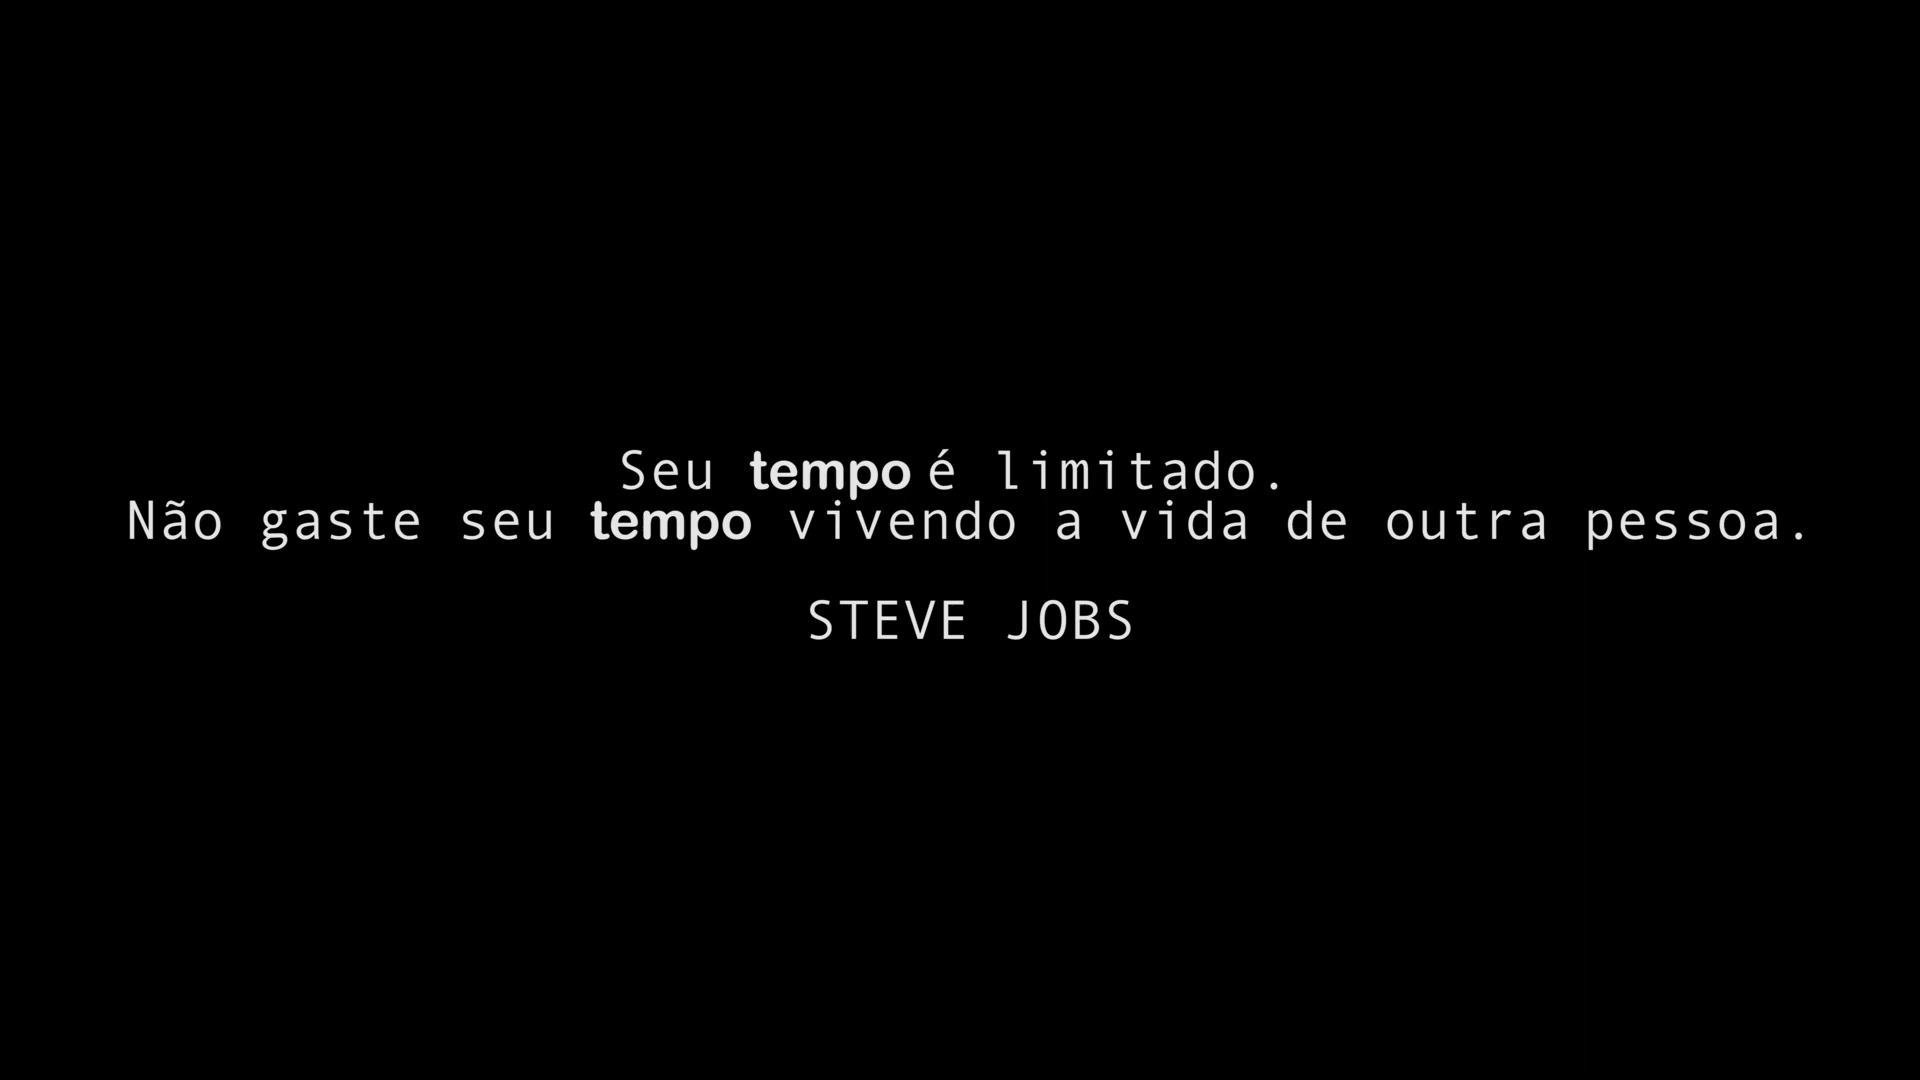 Seu tempo é limitado.
Não gaste seu tempo vivendo a vida de outra pessoa.
STEVE JOBS